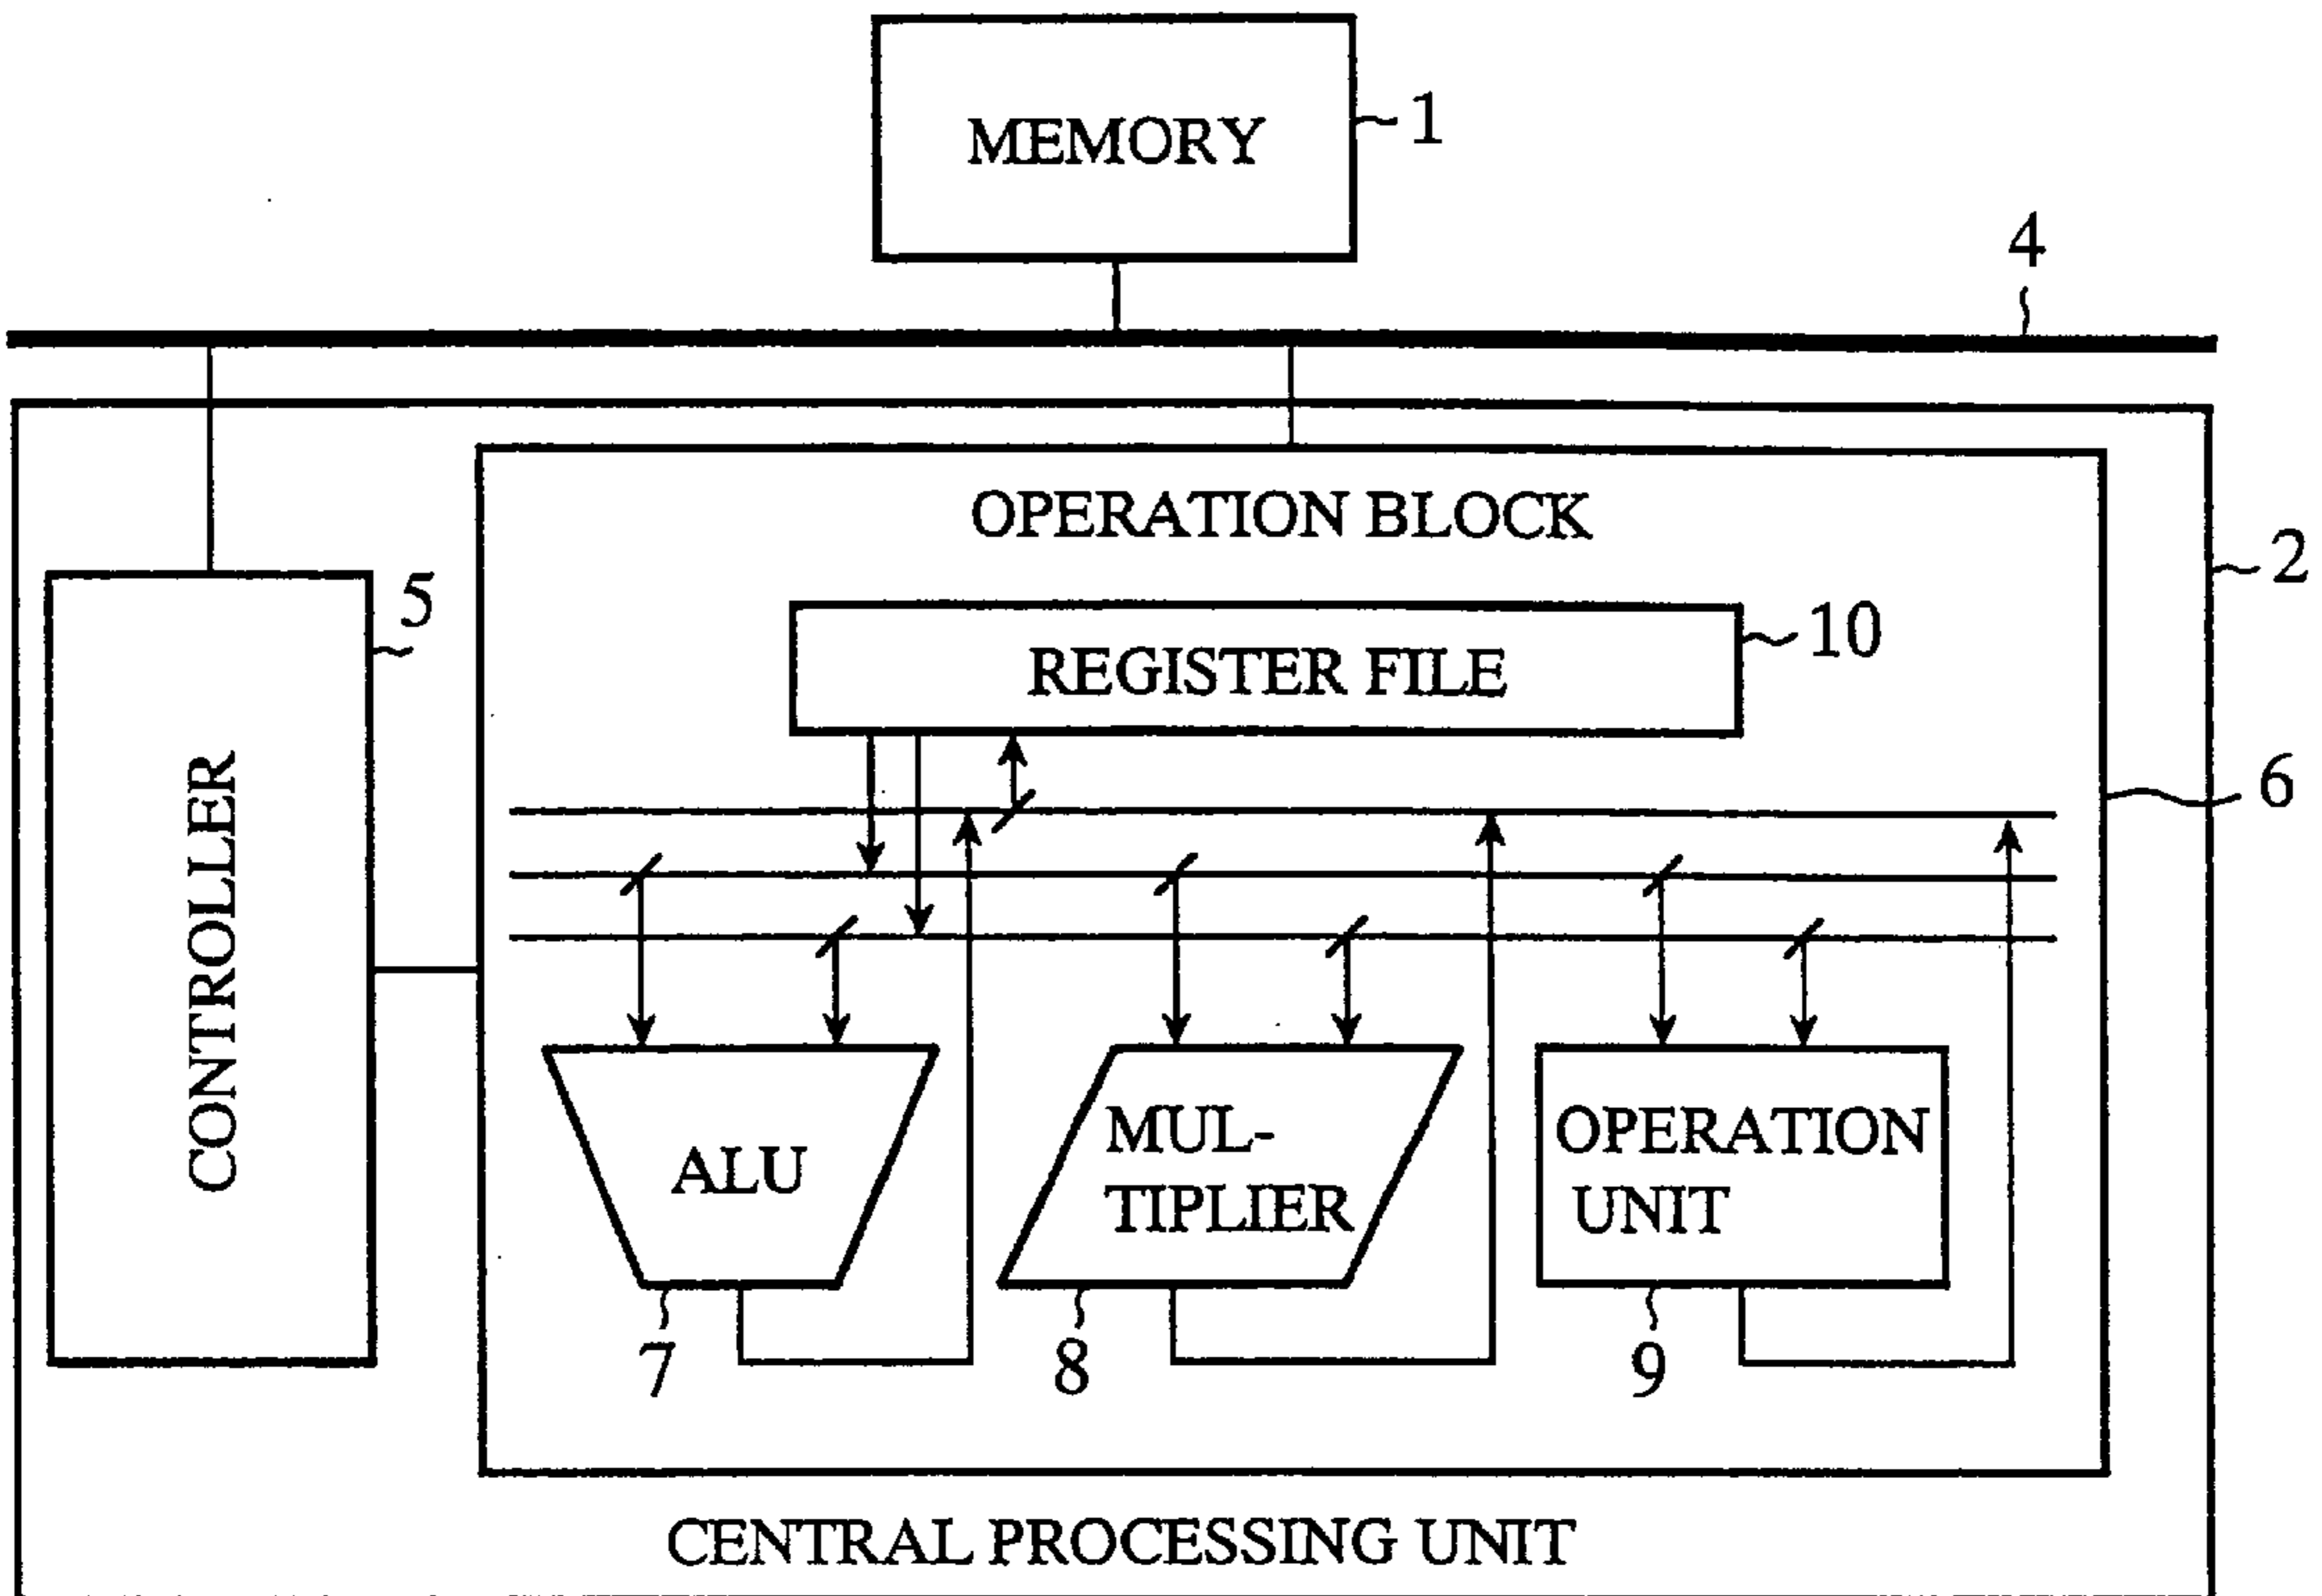 MEMORY
1
4
OPERATION BLOCK
2
5
REGISTER FILE
10
6
CONTROLLER
ALU
MUL-
TIPLIER
OPERATION
UNIT
7
8
9
CENTRAL PROCESSING UNIT